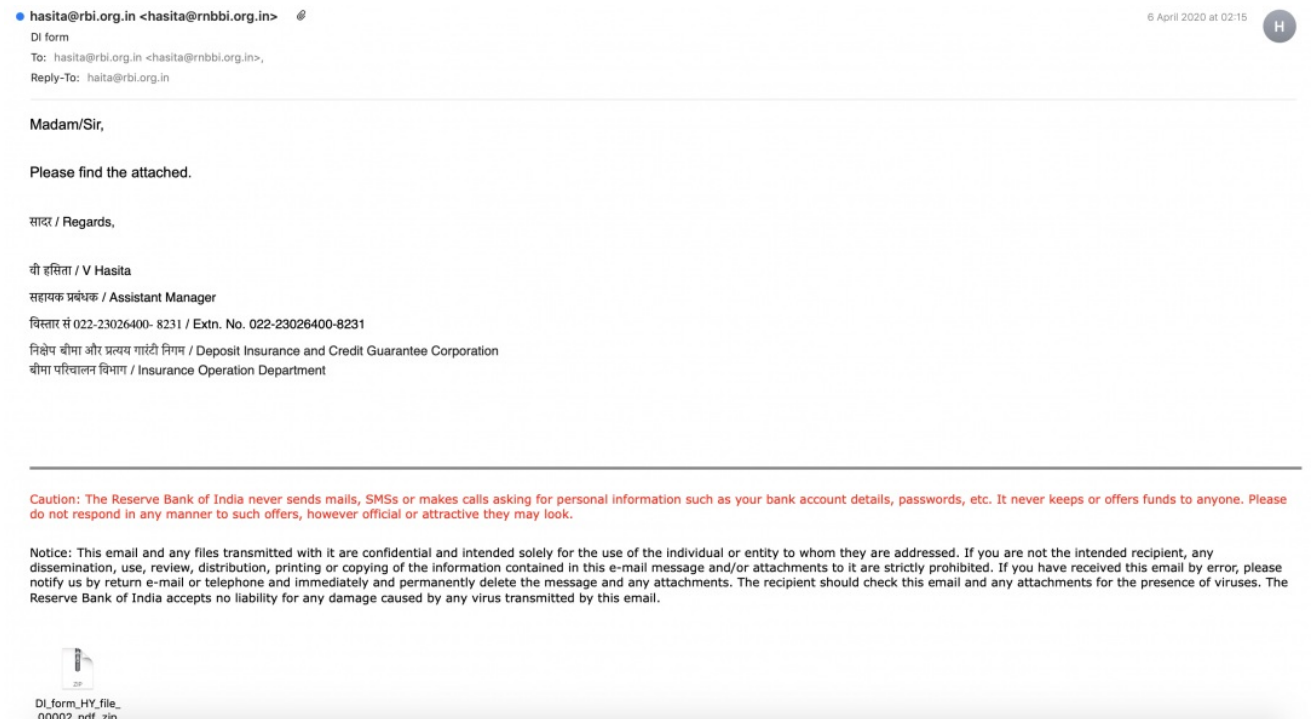 hasita@rbi.org.in <hasita@rnbbi.org.in>
6 April 2020 at 02:15
H
DI form
To: hasita@rbi.org.in <hasita@rnbbi.org.in>,
Reply-To: haita@rbi.org.in
Madam/Sir,
Please find the attached.
सादर / Regards,
वी हसिता / V Hasita
सहायक प्रबंधक / Assistant Manager
विस्तार सं 022-23026400- 8231 / Extn. No. 022-23026400-8231
निक्षेप बीमा और प्रत्यय गारंटी निगम / Deposit Insurance and Credit Guarantee Corporation
बीमा परिचालन विभाग / Insurance Operation Department
Caution: The Reserve Bank of India never sends mails, SMSs or makes calls asking for personal information such as your bank account details, passwords, etc. It never keeps or offers funds to anyone. Please
do not respond in any manner to such offers, however official or attractive they may look.
Notice: This email and any files transmitted with it are confidential and intended solely for the use of the individual or entity to whom they are addressed. If you are not the intended recipient, any
dissemination, use, review, distribution, printing or copying of the information contained in this e-mail message and/or attachments to it are strictly prohibited. If you have received this email by error, please
notify us by return e-mail or telephone and immediately and permanently delete the message and any attachments. The recipient should check this email and any attachments for the presence of viruses. The
Reserve Bank of India accepts no liability for any damage caused by any virus transmitted by this email.
ZIP
DI_form_HY_file_
00002_pdf_zip